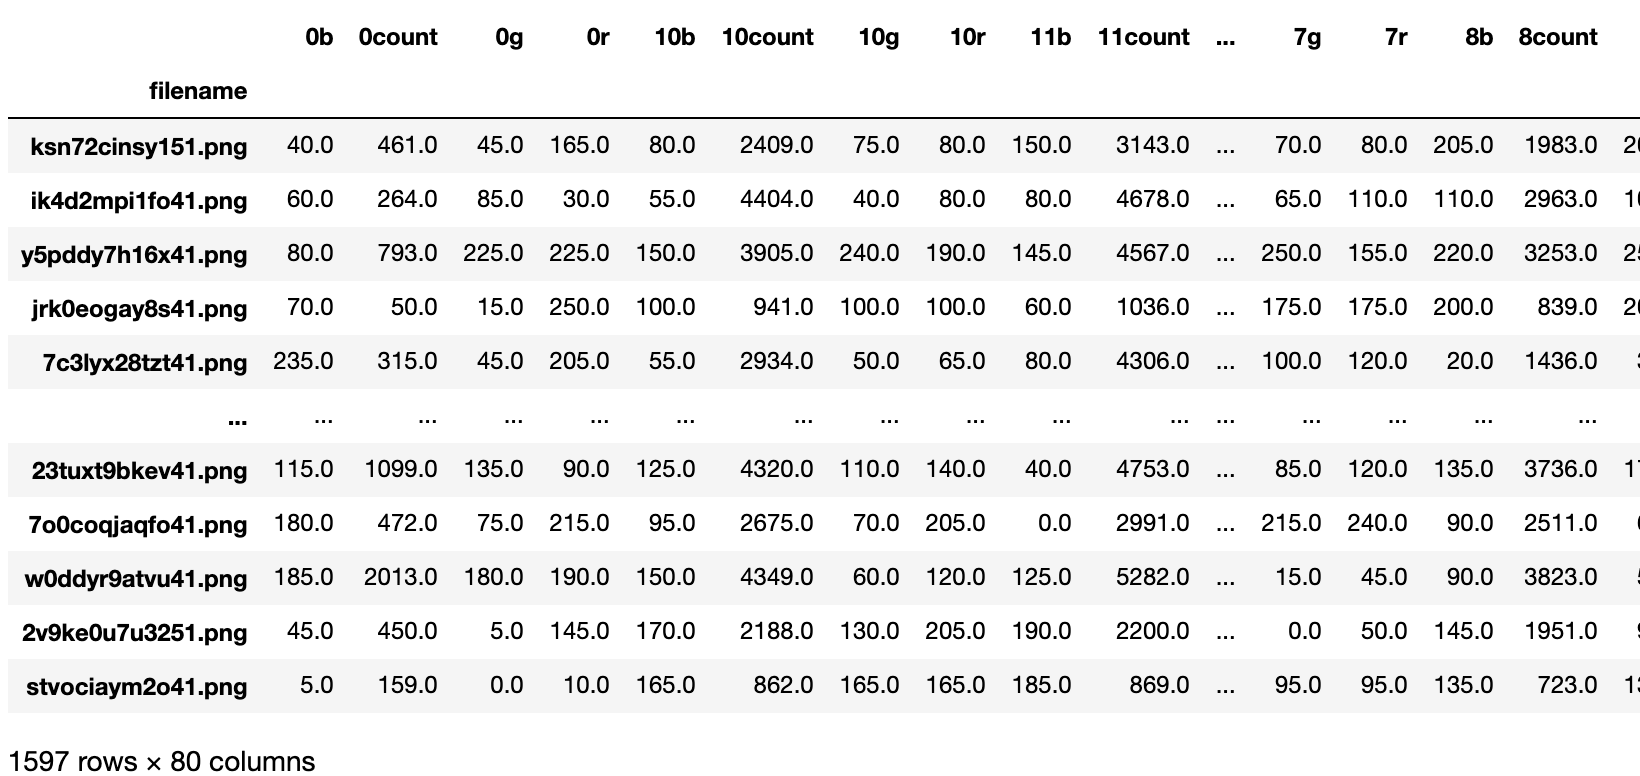 0b 0count 0g 0r 10b 10count 10g 10r 11b 11count ... 7g 7r 8b 8count
filename
ksn72cinsy151.png 40.0 461.0 45.0 165.0 80.0 2409.0 75.0 80.0 150.0 3143.0 ... 70.0 80.0 205.0 1983.0
ik4d2mpi1fo41.png 60.0 264.0 85.0 30.0 55.0 4404.0 40.0 80.0 80.0 4678.0 ... 65.0 110.0 110.0 2963.0
y5pddy7h16x41.png 80.0 793.0 225.0 225.0 150.0 3905.0 240.0 190.0 145.0 4567.0 ... 250.0 155.0 220.0 3253.0
jrk0eogay8s41.png 70.0 50.0 15.0 250.0 100.0 941.0 100.0 100.0 60.0 1036.0 ... 175.0 175.0 200.0 839.0
7c3lyx28tzt41.png 235.0 315.0 45.0 205.0 55.0 2934.0 50.0 65.0 80.0 4306.0 ... 100.0 120.0 20.0 1436.0
... ... ... ... ... ... ... ... ... ... ... ... ... ... ... ...
23tuxt9bkev41.png 115.0 1099.0 135.0 90.0 125.0 4320.0 110.0 140.0 40.0 4753.0 ... 85.0 120.0 135.0 3736.0
7o0coqjaqfo41.png 180.0 472.0 75.0 215.0 95.0 2675.0 70.0 205.0 0.0 2991.0 ... 215.0 240.0 90.0 2511.0
w0ddyr9atvu41.png 185.0 2013.0 180.0 190.0 150.0 4349.0 60.0 120.0 125.0 5282.0 ... 15.0 45.0 90.0 3823.0
2v9ke0u7u3251.png 45.0 450.0 5.0 145.0 170.0 2188.0 130.0 205.0 190.0 2200.0 ... 0.0 50.0 145.0 1951.0
stvociaym2o41.png 5.0 159.0 0.0 10.0 165.0 862.0 165.0 165.0 185.0 869.0 ... 95.0 95.0 135.0 723.0
1597 rows × 80 columns